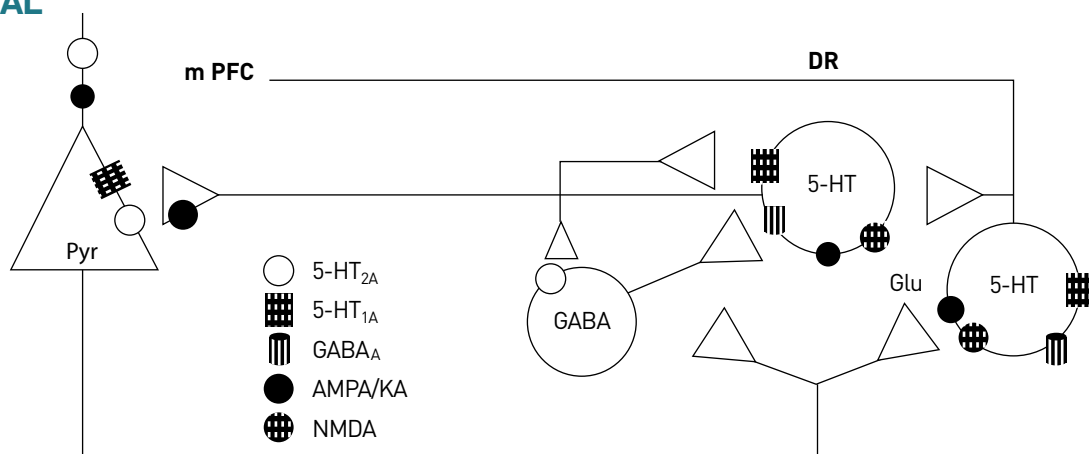 AL
m PFC
DR
5-HT
Pyr
Glu
5-HT
GABA
5-HT2A
5-HT1A
GABAA
AMPA/KA
NMDA